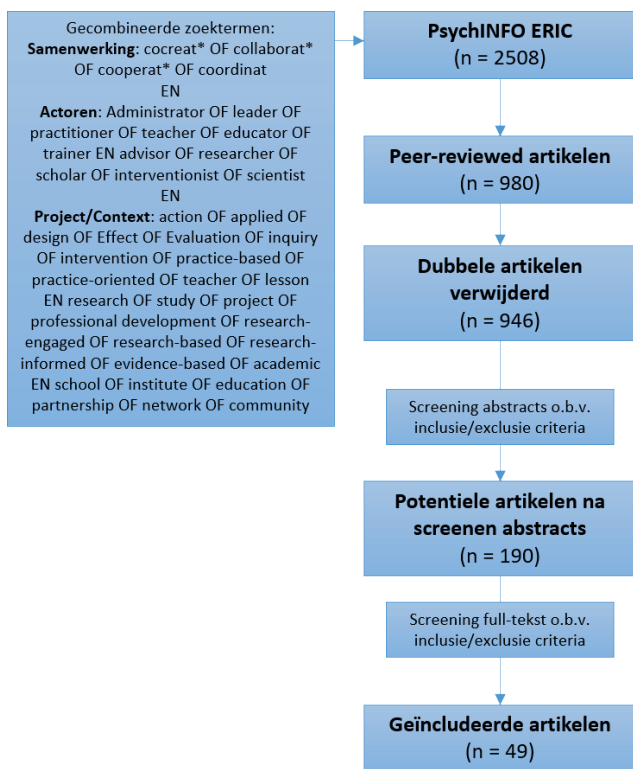 Gecombineerde zoektermen:
Samenwerking: cocreat* OF collaborat*
OF cooperat* OF coordinat
EN
Actoren: Administrator OF leader OF
practitioner OF teacher OF educator OF
trainer EN advisor OF researcher OF
scholar OF interventionist OF scientist
EN
Project/Context: action OF applied OF
design OF Effect OF Evaluation OF inquiry
OF intervention OF practice-based OF
practice-oriented OF teacher OF lesson
EN research OF study OF project OF
professional development OF research-
engaged OF research-based OF research-
informed OF evidence-based OF academic
EN school OF institute OF education OF
partnership OF network OF community
PsychINFO ERIC
(n = 2508)
Peer-reviewed artikelen
(n = 980)
Dubbele artikelen
verwijderd
(n = 946)
Screening abstracts o.b.v.
inclusie/exclusie criteria
Potentiele artikelen na
screenen abstracts
(n = 190)
Screening full-tekst o.b.v.
inclusie/exclusie criteria
Geïncludeerde artikelen
(n = 49)